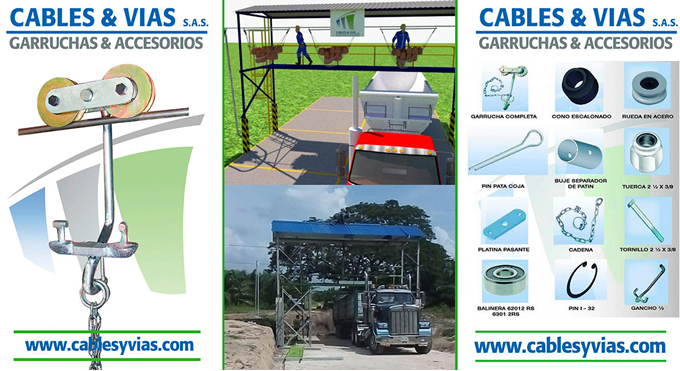 CABLES & VIAS S.A.S.
GARRUCHAS & ACCESORIOS
www.cablesyvias.com
CABLES & VIAS
CABLES & VIAS S.A.S.
GARRUCHAS & ACCESORIOS
GARRUCHA COMPLETA
CONO ESCALONADO
RUEDA EN ACERO
PIN PATA COJA
BUJE SEPARADOR
DE PATIN
TUERCA 2 ½ X 3/8
PLATINA PASANTE
CADENA
TORNILLO 2 ½ X 3/8
BALINERA 62012 RS
6301 2RS
PIN I - 32
GANCHO ½
www.cablesyvias.com